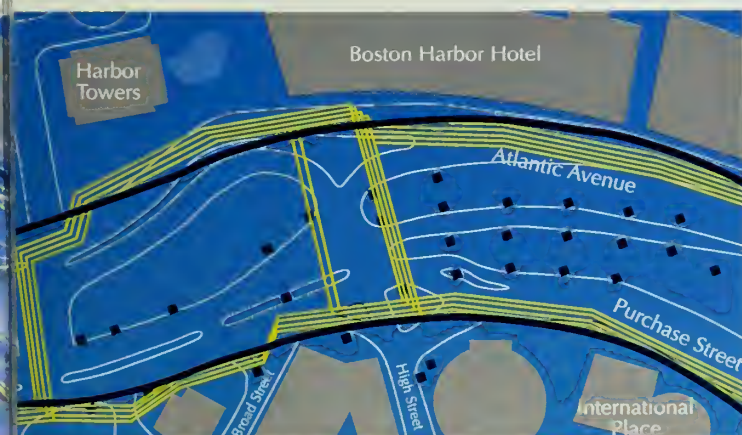 Boston Harbor Hotel
Harbor
Towers
Atlantic Avenue
Purchase Street
Broad Street
High Street
International
Place